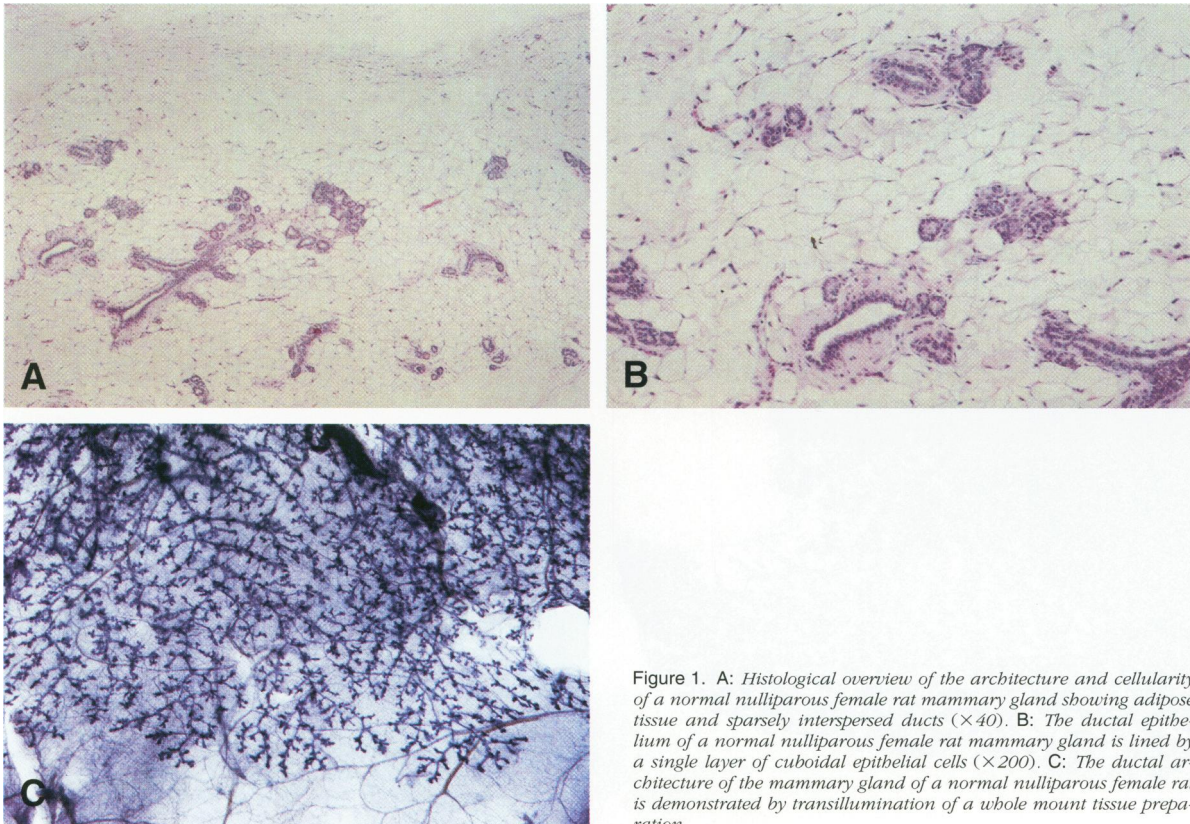 A
B
C
Figure 1. A: Histological overview of the architecture and cellularity
of a normal nulliparous female rat mammary gland showing adipose
tissue and sparsely interspersed ducts (×40). B: The ductal epithe-
lium of a normal nulliparous female rat mammary gland is lined by
a single layer of cuboidal epithelial cells (×200). C: The ductal ar-
chitecture of the mammary gland of a normal nulliparous female ra
is demonstrated by transillumination of a whole mount tissue prepa-
ration